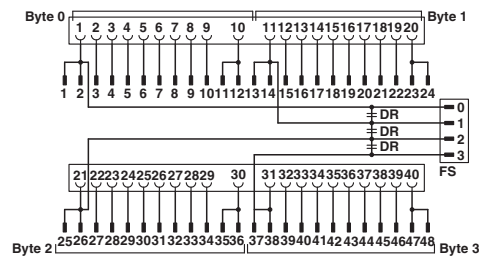 Byte 0 Byte 1
1 2 3 4 5 6 7 8 9 10 11 12 13 14 15 16 17 18 19 20
1 2 3 4 5 6 7 8 9 10 11 12 13 14 15 16 17 18 19 20 21 22 23 24
0
DR
1
DR
2
DR
3
FS
21 22 23 24 25 26 27 28 29 30 31 32 33 34 35 36 37 38 39 40
25 26 27 28 29 30 31 32 33 34 35 36 37 38 39 40 41 42 43 44 45 46 47 48
Byte 2 Byte 3